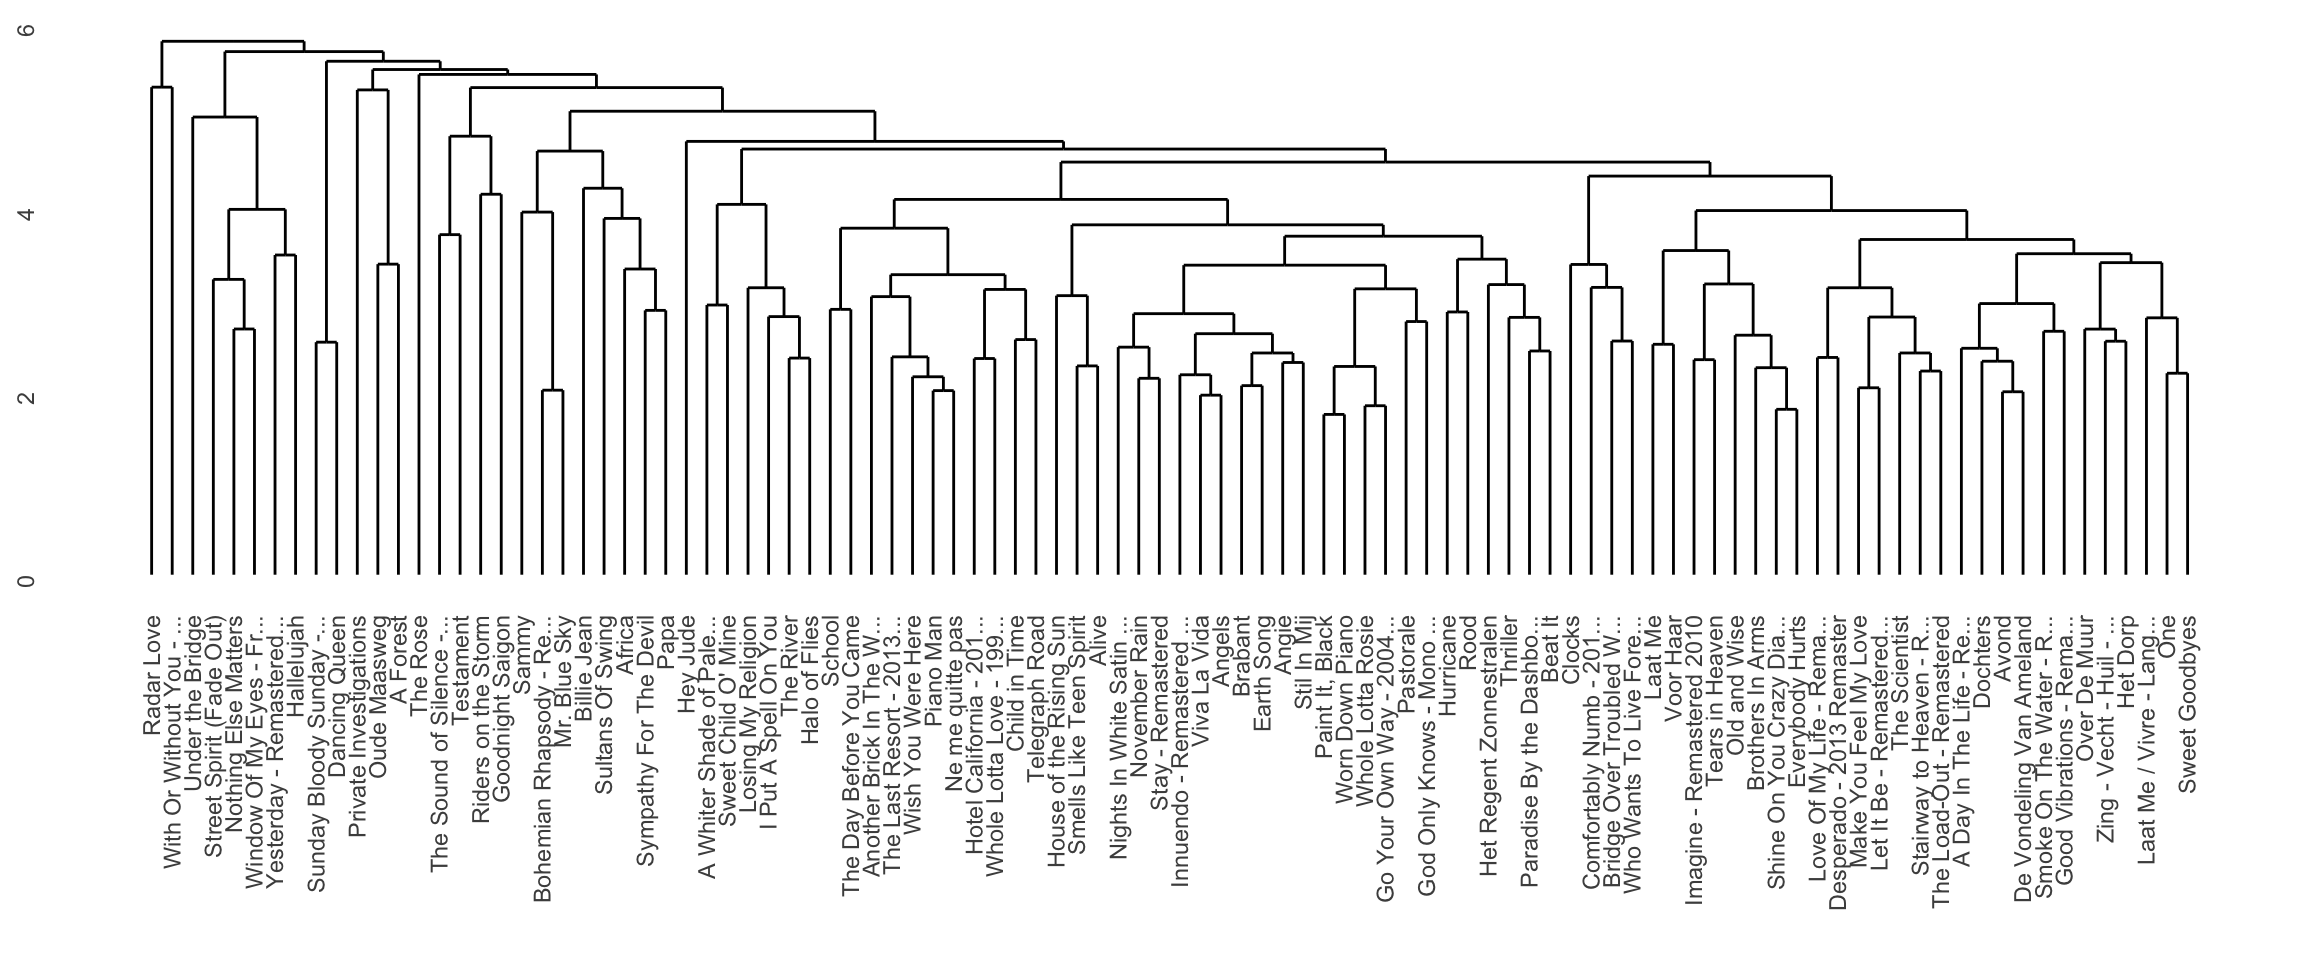 6
4
2
0
Radar Love
With Or Without You - ...
Under the Bridge
Street Spirit (Fade Out)
Nothing Else Matters
Window Of My Eyes - Fr...
Yesterday - Remastered...
Hallelujah
Sunday Bloody Sunday -...
Dancing Queen
Private Investigations
Oude Maasweg
A Forest
The Rose
The Sound of Silence -...
Testament
Riders on the Storm
Goodnight Saigon
Sammy
Bohemian Rhapsody - Re...
Mr. Blue Sky
Billie Jean
Sultans Of Swing
Africa
Sympathy For The Devil
Papa
Hey Jude
A Whiter Shade of Pale...
Sweet Child O' Mine
Losing My Religion
I Put A Spell On You
The River
Halo of Flies
School
The Day Before You Came
Another Brick In The W...
The Last Resort - 2013...
Wish You Were Here
Piano Man
Ne me quitte pas
Hotel California - 201...
Whole Lotta Love - 199...
Child in Time
Telegraph Road
House of the Rising Sun
Smells Like Teen Spirit
Alive
Nights In White Satin ...
November Rain
Stay - Remastered
Innuendo - Remastered ...
Viva La Vida
Angels
Brabant
Earth Song
Angie
Still In Mij
Paint It, Black
Worn Down Piano
Whole Lotta Rosie
Go Your Own Way - 2004...
Pastorale
God Only Knows - Mono ...
Hurricane
Rood
Het Regent Zonnestralen
Thriller
Paradise By the Dashbo...
Beat It
Clocks
Comfortably Numb - 201...
Bridge Over Troubled W...
Who Wants To Live Fore...
Laat Me
Voor Haar
Imagine - Remastered 2010
Tears in Heaven
Old and Wise
Brothers In Arms
Shine On You Crazy Dia...
Everybody Hurts
Love Of My Life - Rema...
Desperado - 2013 Remaster
Make You Feel My Love
Let It Be - Remastered...
The Scientist
Stairway to Heaven - R...
The Load-Out - Remastered
A Day In The Life - Re...
Dochters
Avond
De Vondeling Van Ameland
Smoke On The Water - R...
Good Vibrations - Rema...
Over De Muur
Zing - Vecht - Huil - ...
Het Dorp
Laat Me / Vivre - Lang...
One
Sweet Goodbyes